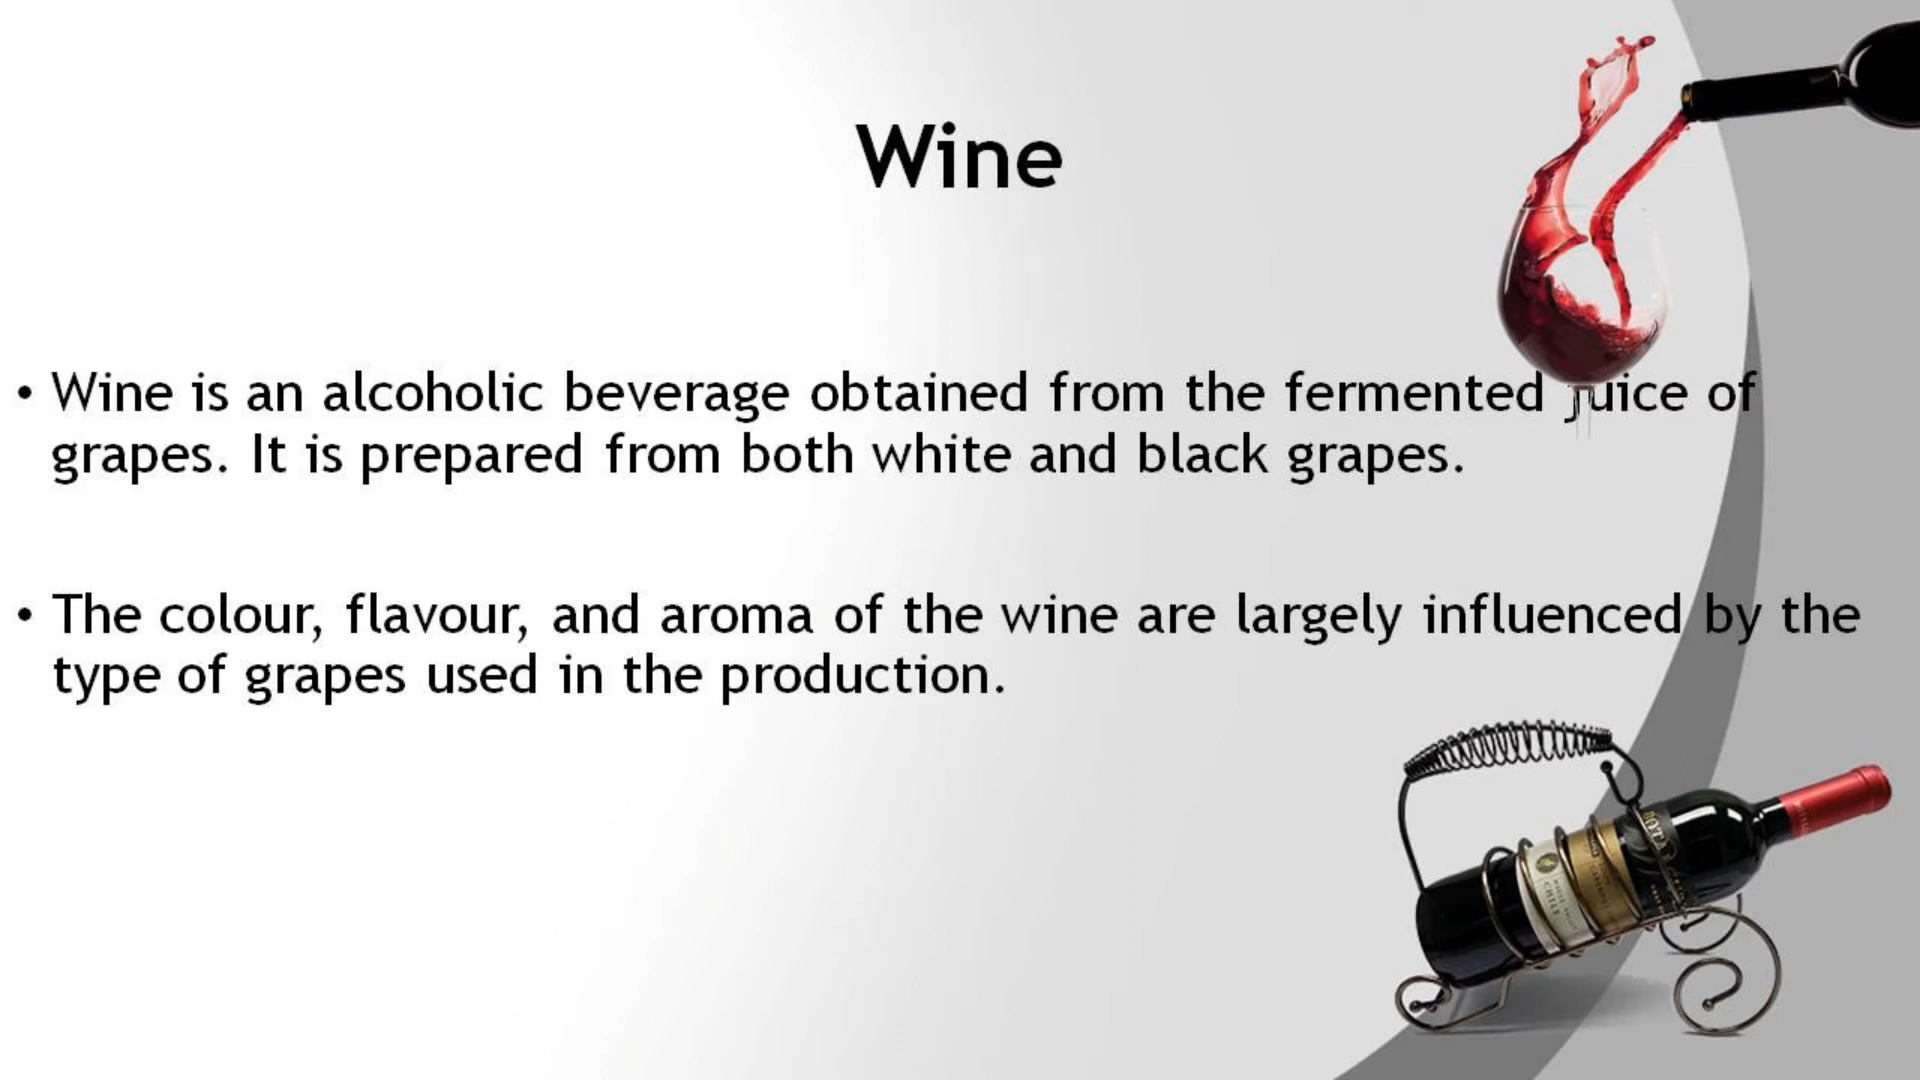 Wine
• Wine is an alcoholic beverage obtained from the fermented juice of
grapes. It is prepared from both white and black grapes.
• The colour, flavour, and aroma of the wine are largely influenced by the
type of grapes used in the production.
CHILE